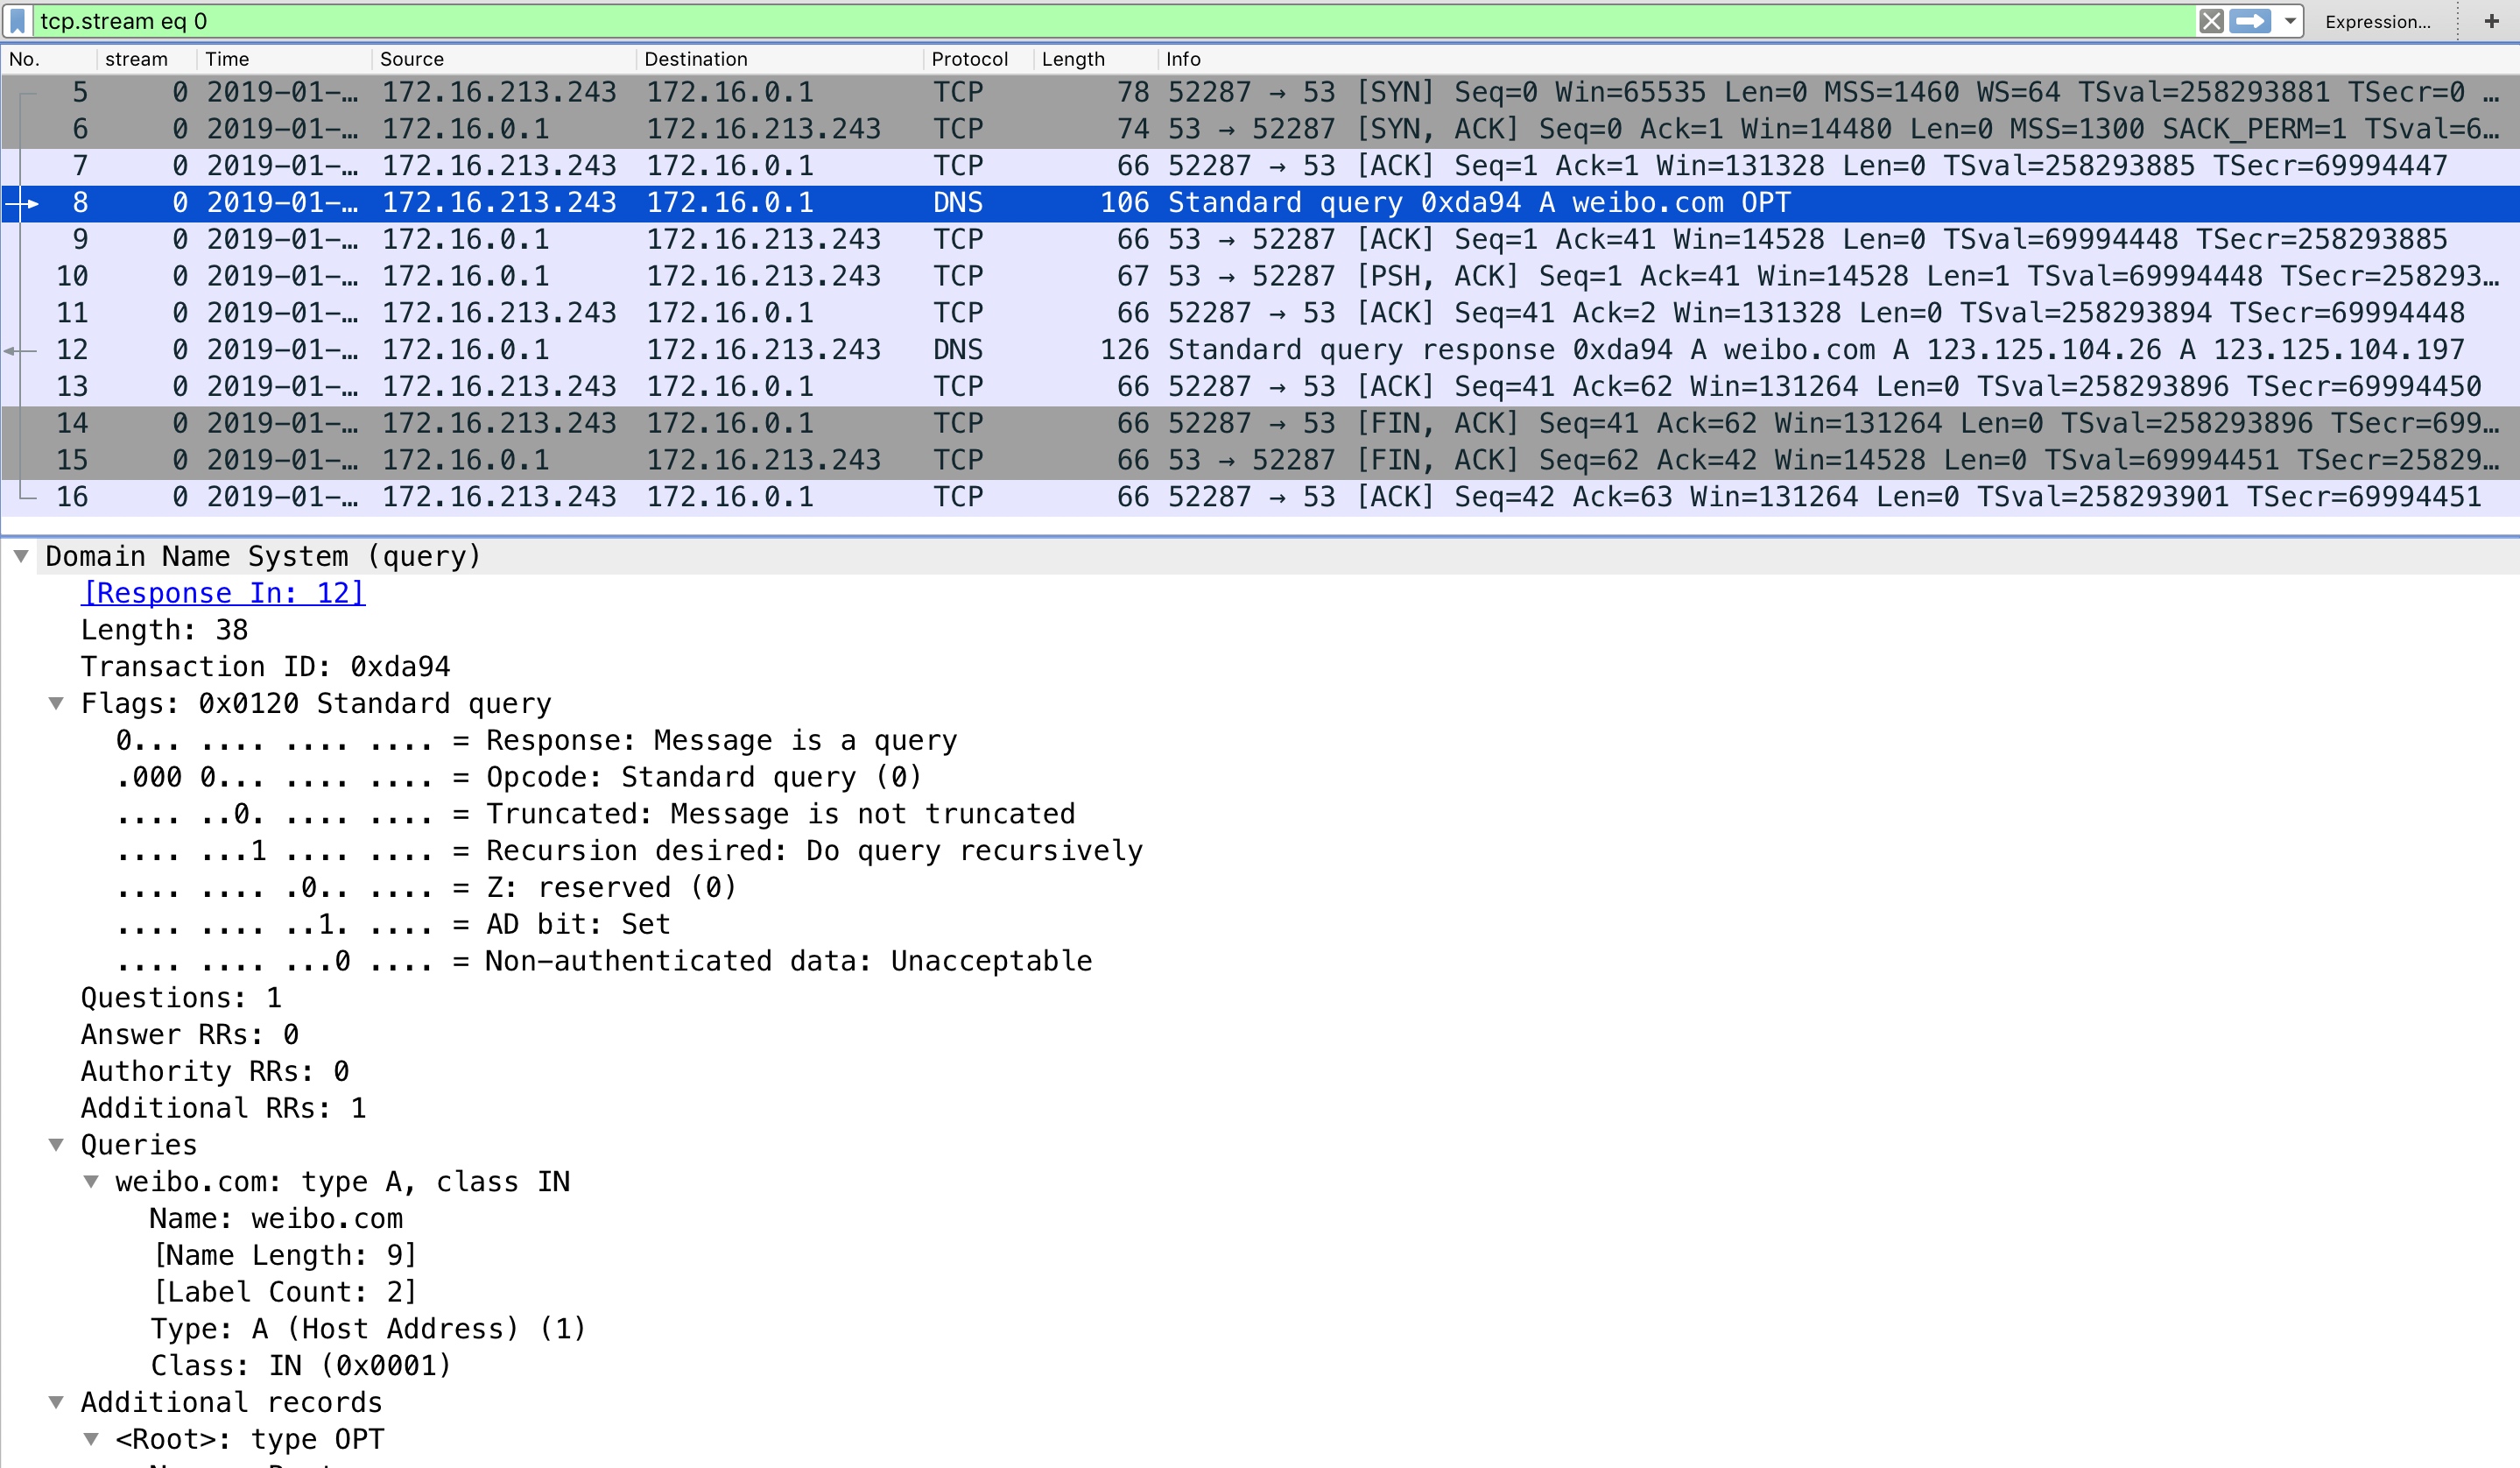 tcp.stream eq 0 Expression... +
No. stream Time Source Destination Protocol Length Info
5 0 2019-01-… 172.16.213.243 172.16.0.1 TCP 78 52287 → 53 [SYN] Seq=0 Win=65535 Len=0 MSS=1460 WS=64 TSval=258293881 TSecr=0 …
6 0 2019-01-… 172.16.0.1 172.16.213.243 TCP 74 53 → 52287 [SYN, ACK] Seq=0 Ack=1 Win=14480 Len=0 MSS=1300 SACK_PERM=1 TSval=6…
7 0 2019-01-… 172.16.213.243 172.16.0.1 TCP 66 52287 → 53 [ACK] Seq=1 Ack=1 Win=131328 Len=0 TSval=258293885 TSecr=69994447
8 0 2019-01-… 172.16.213.243 172.16.0.1 DNS 106 Standard query 0xda94 A weibo.com OPT
9 0 2019-01-… 172.16.0.1 172.16.213.243 TCP 66 53 → 52287 [ACK] Seq=1 Ack=41 Win=14528 Len=0 TSval=69994448 TSecr=258293885
10 0 2019-01-… 172.16.0.1 172.16.213.243 TCP 67 53 → 52287 [PSH, ACK] Seq=1 Ack=41 Win=14528 Len=1 TSval=69994448 TSecr=258293…
11 0 2019-01-… 172.16.213.243 172.16.0.1 TCP 66 52287 → 53 [ACK] Seq=41 Ack=2 Win=131328 Len=0 TSval=258293894 TSecr=69994448
12 0 2019-01-… 172.16.0.1 172.16.213.243 DNS 126 Standard query response 0xda94 A weibo.com A 123.125.104.26 A 123.125.104.197
13 0 2019-01-… 172.16.213.243 172.16.0.1 TCP 66 52287 → 53 [ACK] Seq=41 Ack=62 Win=131264 Len=0 TSval=258293896 TSecr=69994450
14 0 2019-01-… 172.16.213.243 172.16.0.1 TCP 66 52287 → 53 [FIN, ACK] Seq=41 Ack=62 Win=131264 Len=0 TSval=258293896 TSecr=699…
15 0 2019-01-… 172.16.0.1 172.16.213.243 TCP 66 53 → 52287 [FIN, ACK] Seq=62 Ack=42 Win=14528 Len=0 TSval=69994451 TSecr=25829…
16 0 2019-01-… 172.16.213.243 172.16.0.1 TCP 66 52287 → 53 [ACK] Seq=42 Ack=63 Win=131264 Len=0 TSval=258293901 TSecr=69994451
Domain Name System (query)
[Response In: 12]
Length: 38
Transaction ID: 0xda94
Flags: 0x0120 Standard query
0... .... .... .... = Response: Message is a query
.000 0... .... .... = Opcode: Standard query (0)
.... ..0. .... .... = Truncated: Message is not truncated
.... ...1 .... .... = Recursion desired: Do query recursively
.... .... .0.. .... = Z: reserved (0)
.... .... ..1. .... = AD bit: Set
.... .... ...0 .... = Non-authenticated data: Unacceptable
Questions: 1
Answer RRs: 0
Authority RRs: 0
Additional RRs: 1
Queries
weibo.com: type A, class IN
Name: weibo.com
[Name Length: 9]
[Label Count: 2]
Type: A (Host Address) (1)
Class: IN (0x0001)
Additional records
<Root>: type OPT